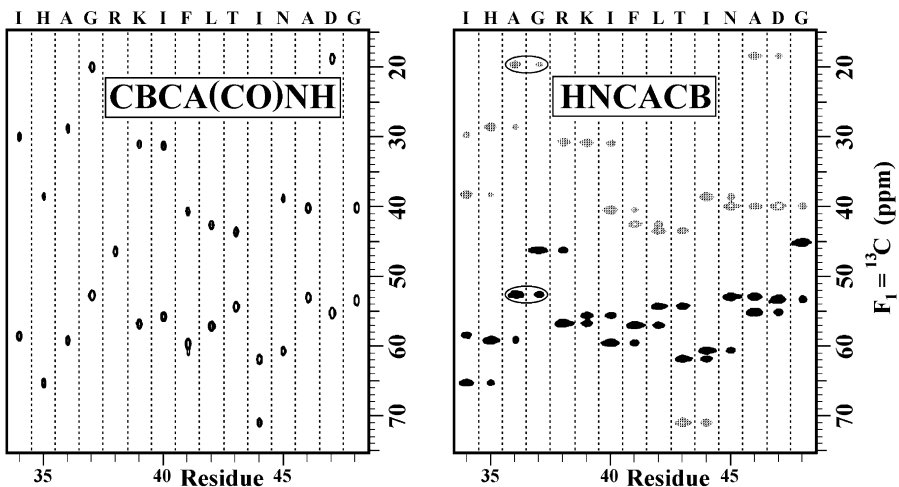 I H A G R K I F L T I N A D G
I H A G R K I F L T I N A D G
CBCA(CO)NH
HNCACB
20
30
40
50
60
70
20
30
40
50
60
70
F1 = 13C (ppm)
35 40 45
Residue
35 40 45
Residue